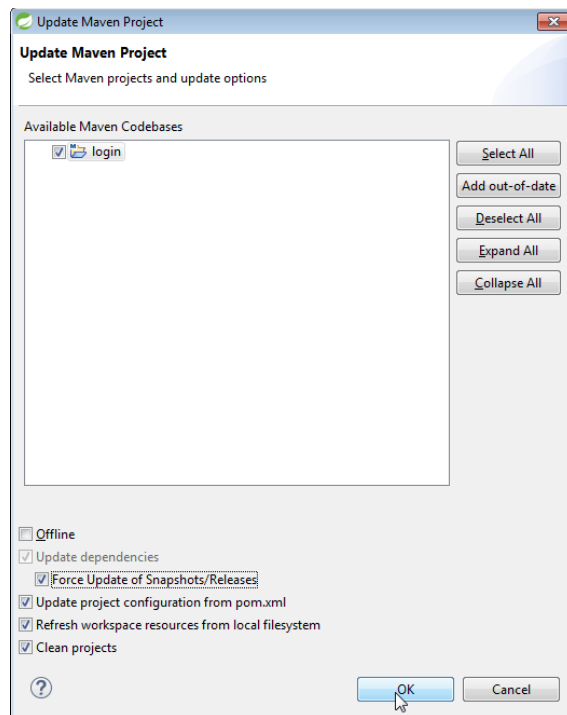 Update Maven Project
Update Maven Project
Select Maven projects and update options
Available Maven Codebases
login
Select All
Add out-of-date
Deselect All
Expand All
Collapse All
Offline
Update dependencies
Force Update of Snapshots/Releases
Update project configuration from pom.xml
Refresh workspace resources from local filesystem
Clean projects
?
OK
Cancel